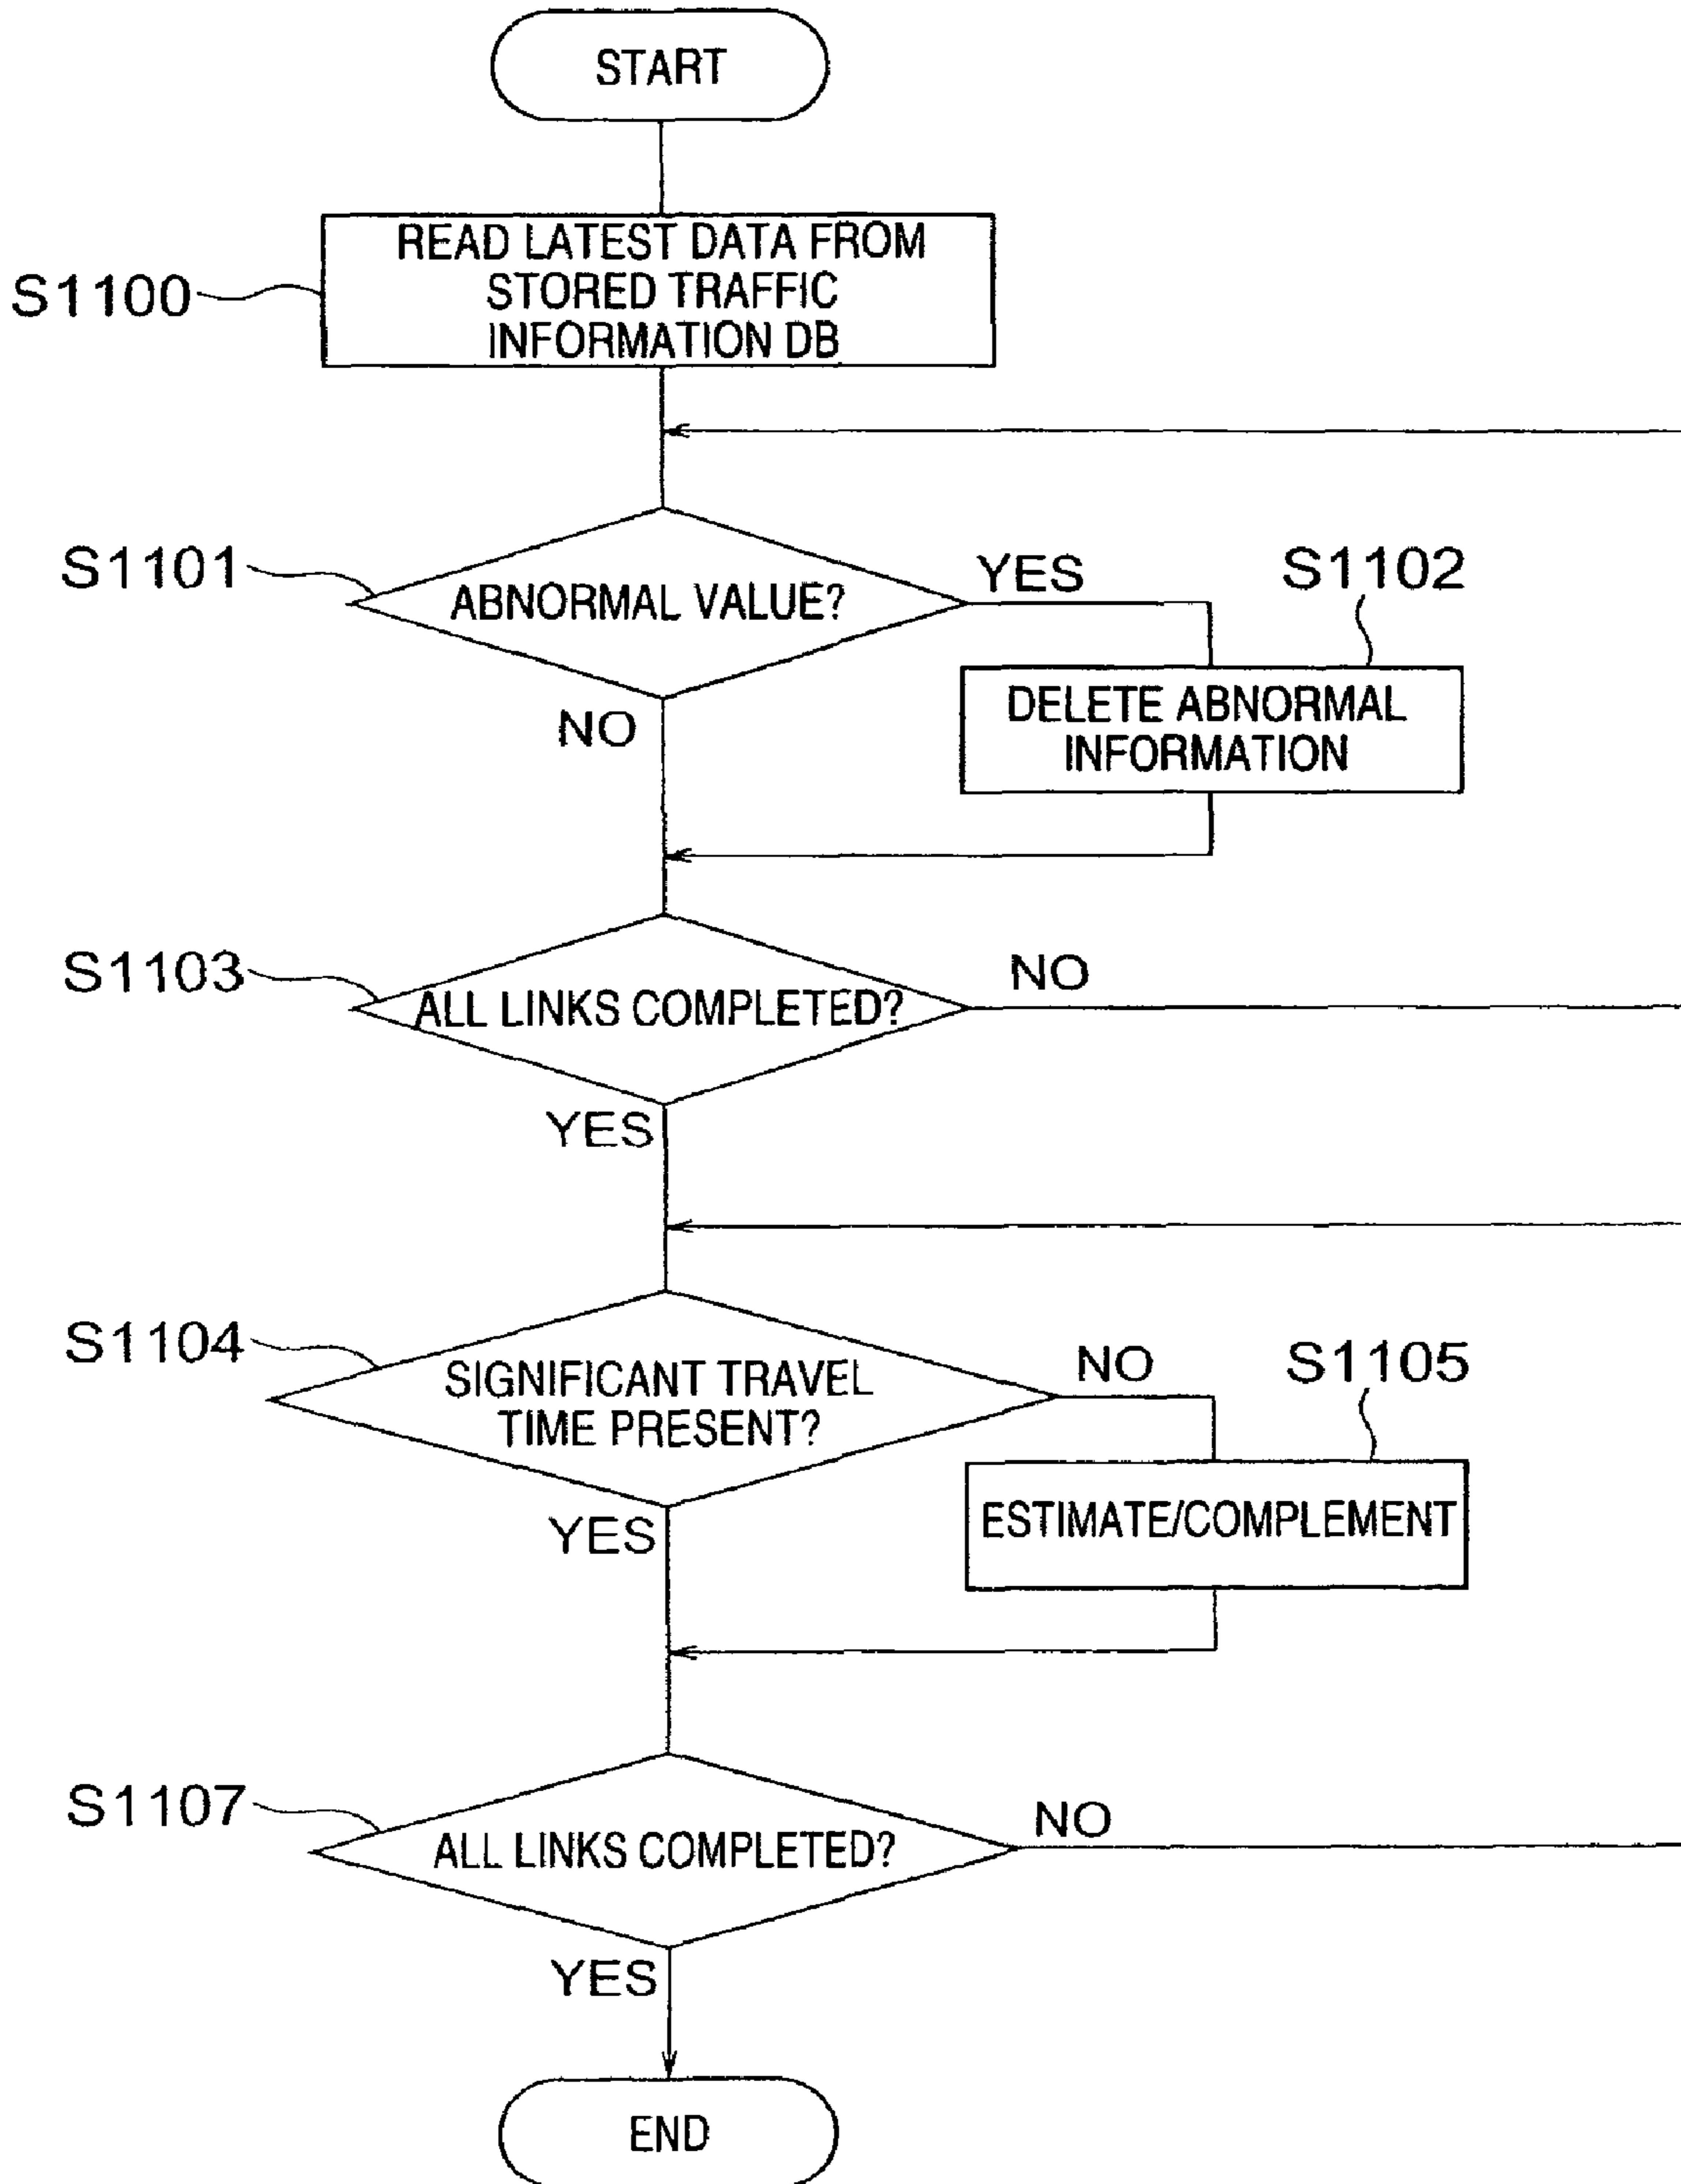 START
S1100
READ LATEST DATA FROM
STORED TRAFFIC
INFORMATION DB
S1101
ABNORMAL VALUE?
YES
S1102
NO
DELETE ABNORMAL
INFORMATION
S1103
ALL LINKS COMPLETED?
NO
YES
S1104
SIGNIFICANT TRAVEL
TIME PRESENT?
NO
S1105
YES
ESTIMATE/COMPLEMENT
S1107
ALL LINKS COMPLETED?
NO
YES
END